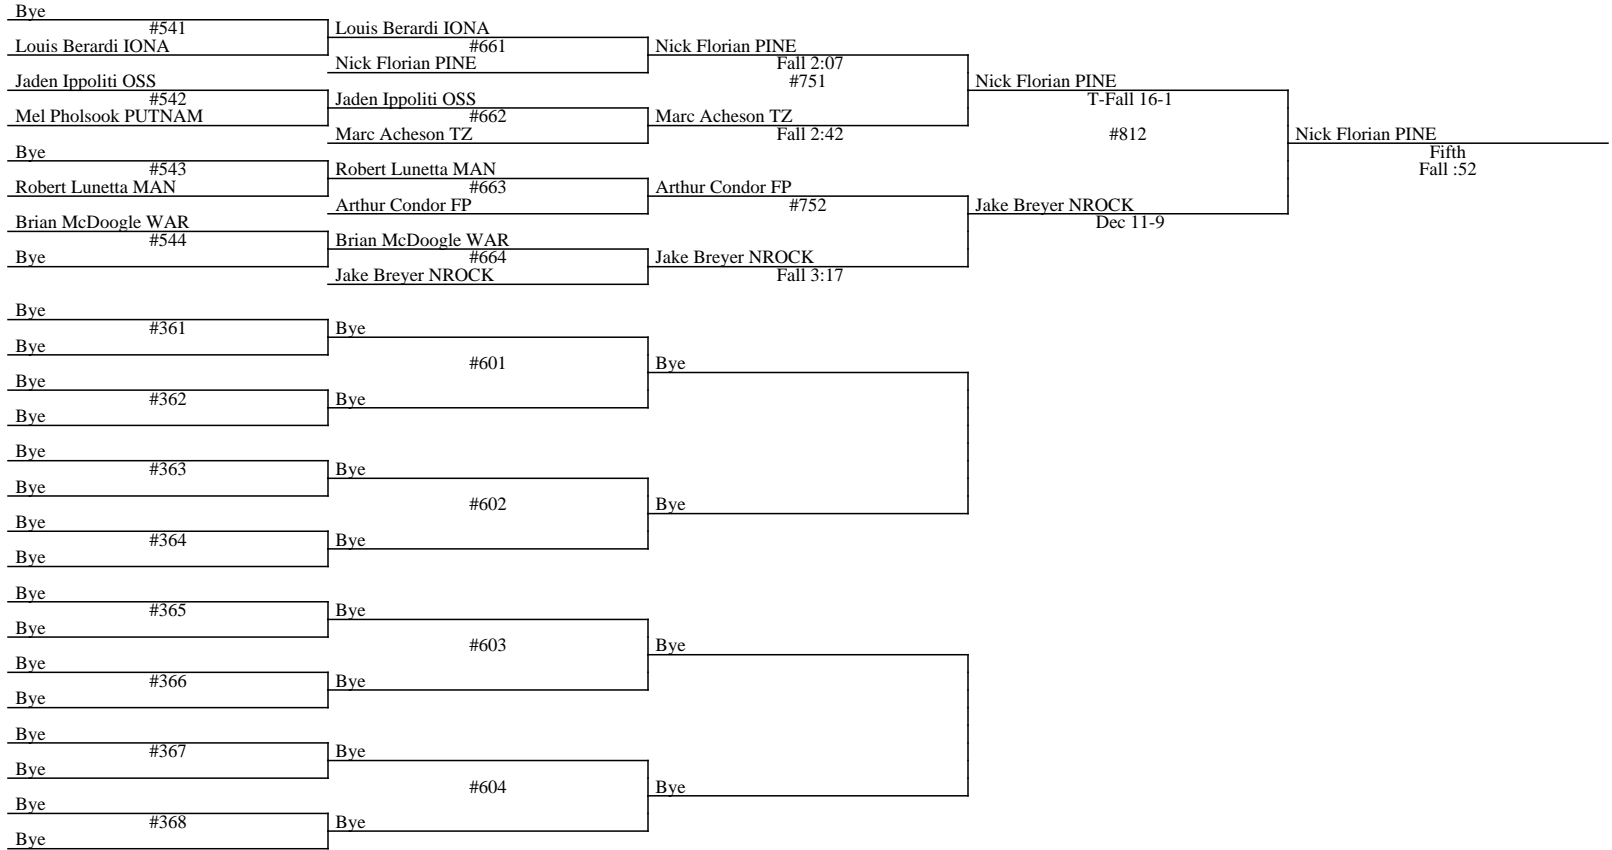 Bye
#541
Louis Berardi IONA
Louis Berardi IONA
#661
Nick Florian PINE
Nick Florian PINE
Fall 2:07
#751
Nick Florian PINE
T-Fall 16-1
Jaden Ippoliti OSS
#542
Mel Pholsook PUTNAM
Jaden Ippoliti OSS
#662
Marc Acheson TZ
Marc Acheson TZ
Fall 2:42
#812
Nick Florian PINE
Fifth
Fall :52
Bye
#543
Robert Lunetta MAN
Robert Lunetta MAN
#663
Arthur Condor FP
Arthur Condor FP
#752
Jake Breyer NROCK
Dec 11-9
Brian McDoogle WAR
#544
Bye
Brian McDoogle WAR
#664
Jake Breyer NROCK
Jake Breyer NROCK
Fall 3:17
Bye
#361
Bye
Bye
#601
Bye
Bye
#362
Bye
Bye
Bye
#363
Bye
Bye
#602
Bye
Bye
#364
Bye
Bye
Bye
#365
Bye
Bye
#603
Bye
Bye
#366
Bye
Bye
Bye
#367
Bye
Bye
#604
Bye
Bye
#368
Bye
Bye